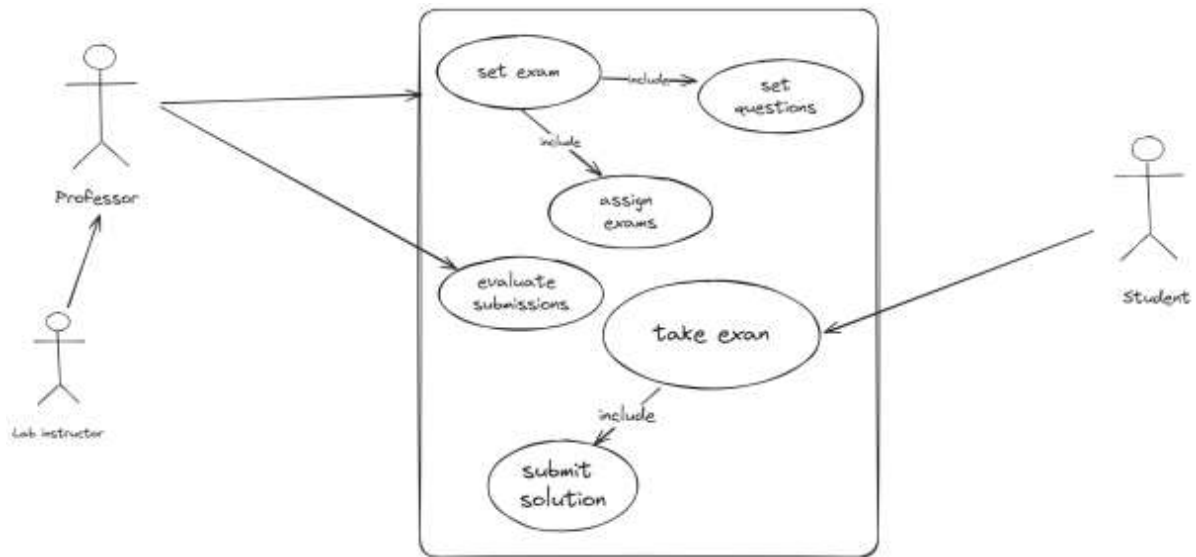 set exam
include
set
questions
include
Professor
assign
exams
evaluate
submissions
Student
take exan
Lab instructor
include
submit
solution